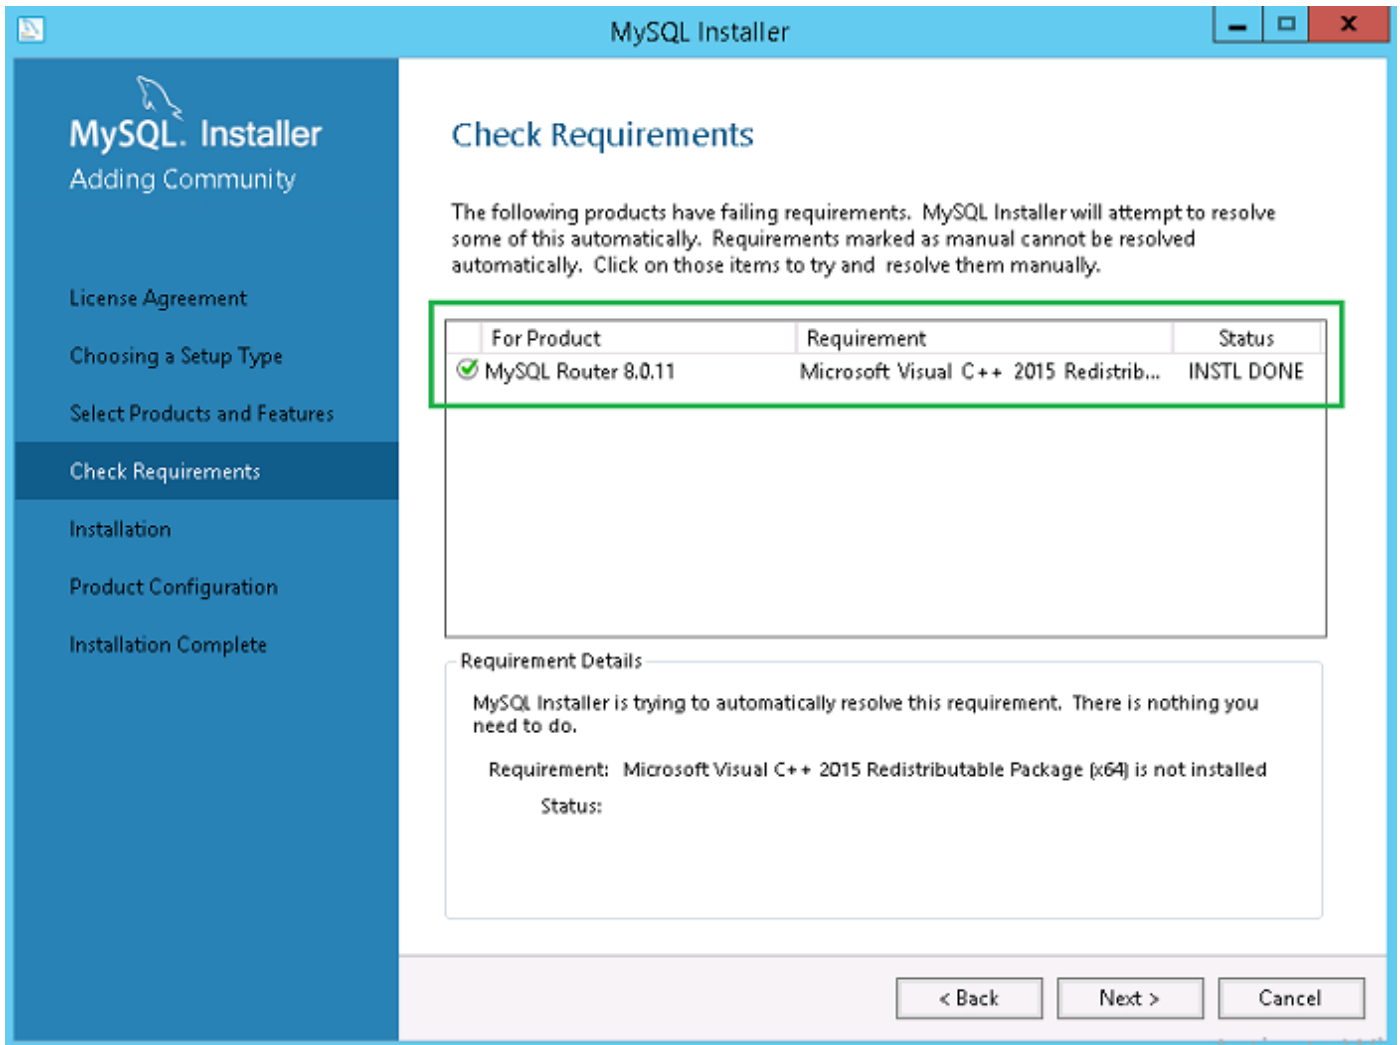 MySQL Installer
MySQL. Installer
Adding Community
License Agreement
Choosing a Setup Type
Select Products and Features
Check Requirements
Installation
Product Configuration
Installation Complete
Check Requirements
The following products have failing requirements. MySQL Installer will attempt to resolve
some of this automatically. Requirements marked as manual cannot be resolved
automatically. Click on those items to try and resolve them manually.
For Product Requirement Status
MySQL Router 8.0.11 Microsoft Visual C++ 2015 Redistrib... INSTL DONE
Requirement Details
MySQL Installer is trying to automatically resolve this requirement. There is nothing you
need to do.
Requirement: Microsoft Visual C++ 2015 Redistributable Package (x64) is not installed
Status:
< Back Next > Cancel